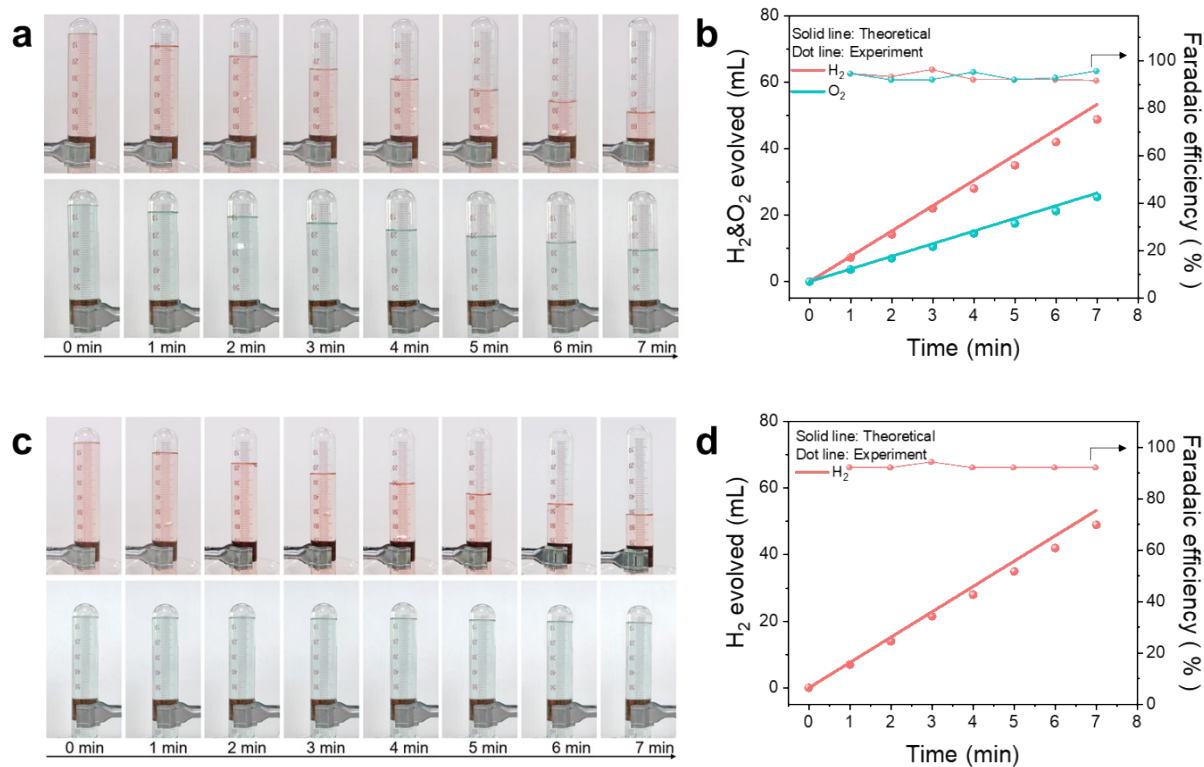 a
0 min 1 min 2 min 3 min 4 min 5 min 6 min 7 min
b
Solid line: Theoretical
Dot line: Experiment
H₂
O₂
H₂&O₂ evolved (mL)
80
60
40
20
0
0 1 2 3 4 5 6 7 8
Time (min)
100
80
60
40
20
0
Faradaic efficiency ( % )
c
0 min 1 min 2 min 3 min 4 min 5 min 6 min 7 min
d
Solid line: Theoretical
Dot line: Experiment
H₂
H₂ evolved (mL)
80
60
40
20
0
0 1 2 3 4 5 6 7 8
Time (min)
100
80
60
40
20
0
Faradaic efficiency ( % )